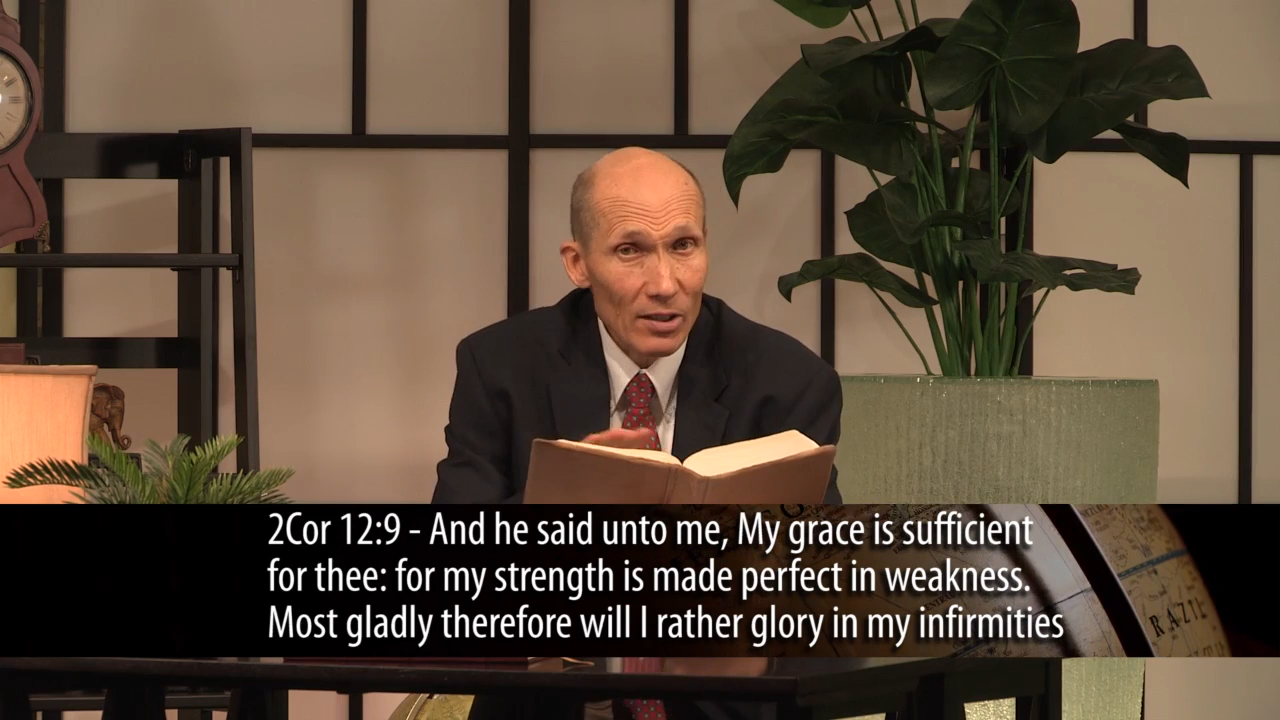 2Cor 12:9 - And he said unto me, My grace is sufficient
for thee: for my strength is made perfect in weakness.
Most gladly therefore will I rather glory in my infirmities